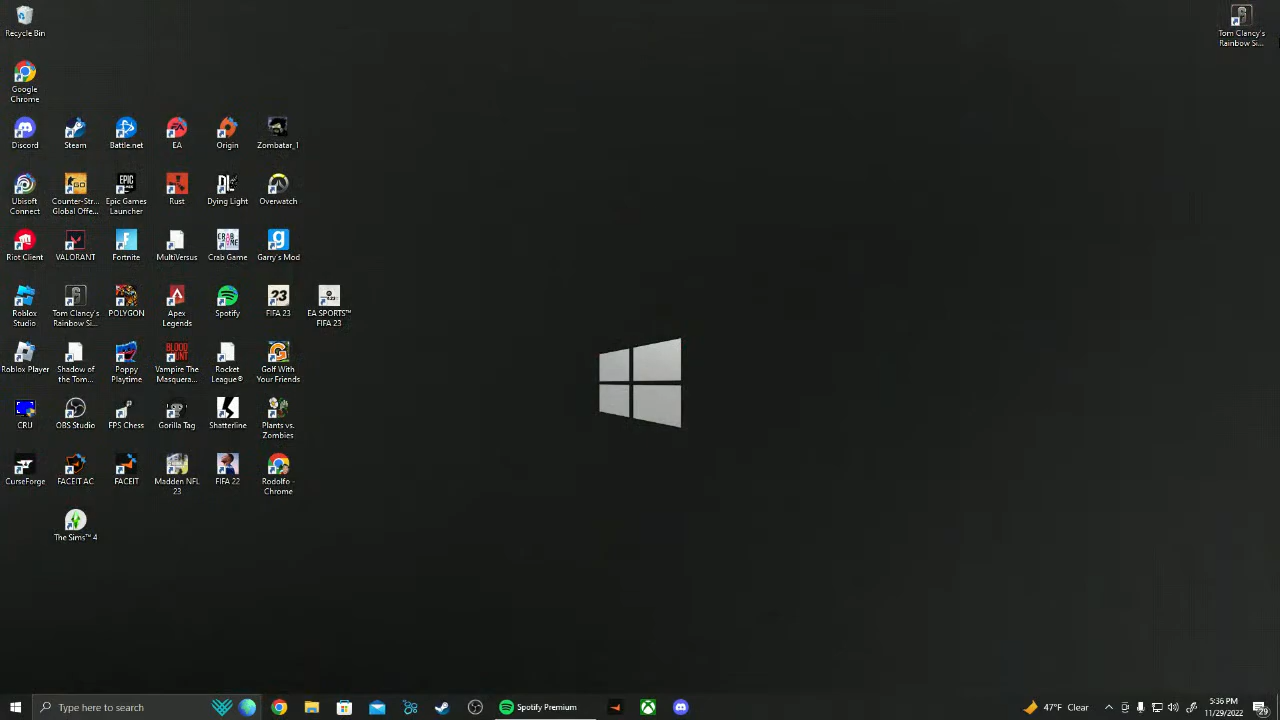 Recycle Bin
Tom Clancy's
Rainbow Si...
Google
Chrome
Discord
Steam
Battle.net
EA
Origin
Zombatar_1
Ubisoft
Connect
Counter-Str...
Global Offe...
Epic Games
Launcher
Rust
Dying Light
Overwatch
Riot Client
VALORANT
Fortnite
MultiVersus
Crab Game
Garry's Mod
Roblox
Studio
Tom Clancy's
Rainbow Si...
POLYGON
Apex
Legends
Spotify
FIFA 23
EA SPORTS™
FIFA 23
Roblox Player
Shadow of
the Tom...
Poppy
Playtime
Vampire The
Masquera...
Rocket
League®
Golf With
Your Friends
CRU
OBS Studio
FPS Chess
Gorilla Tag
Shatterline
Plants vs.
Zombies
CurseForge
FACEIT AC
FACEIT
Madden NFL
23
FIFA 22
Rodolfo -
Chrome
The Sims™ 4
Type here to search
Spotify Premium
47°F Clear
5:36 PM
11/29/2022